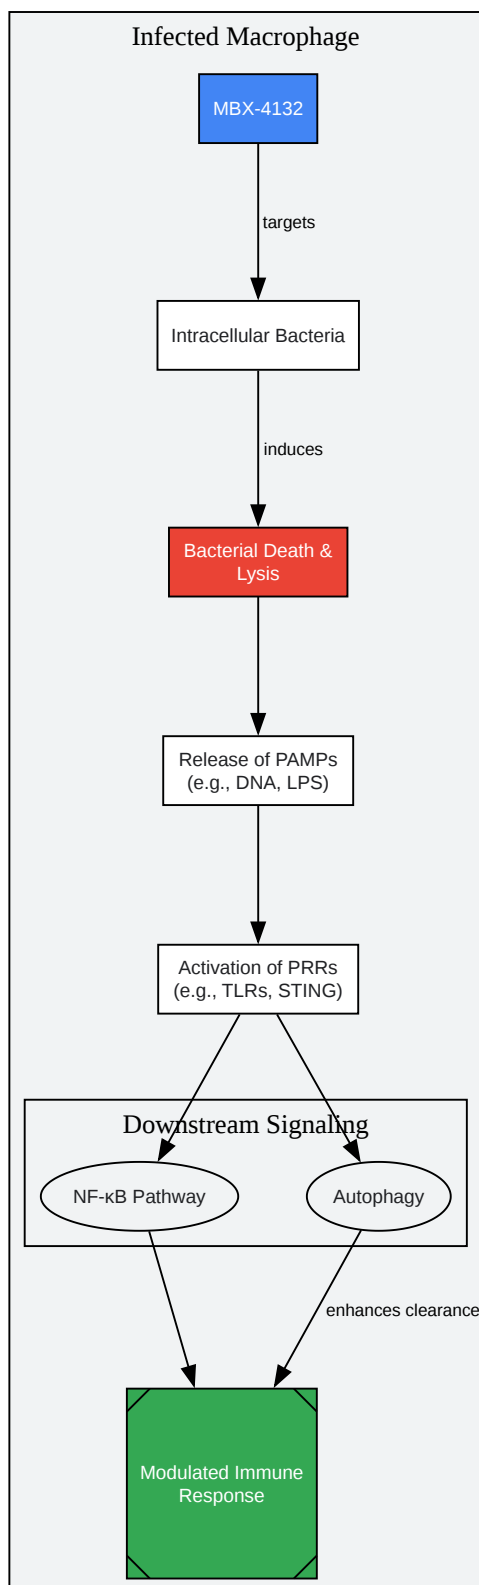 Infected Macrophage
MBX-4132
targets
Intracellular Bacteria
induces
Bacterial Death &
Lysis
Release of PAMPs
(e.g., DNA, LPS)
Activation of PRRs
(e.g., TLRs, STING)
Downstream Signaling
NF-κB Pathway
Autophagy
enhances clearance
Modulated Immune
Response